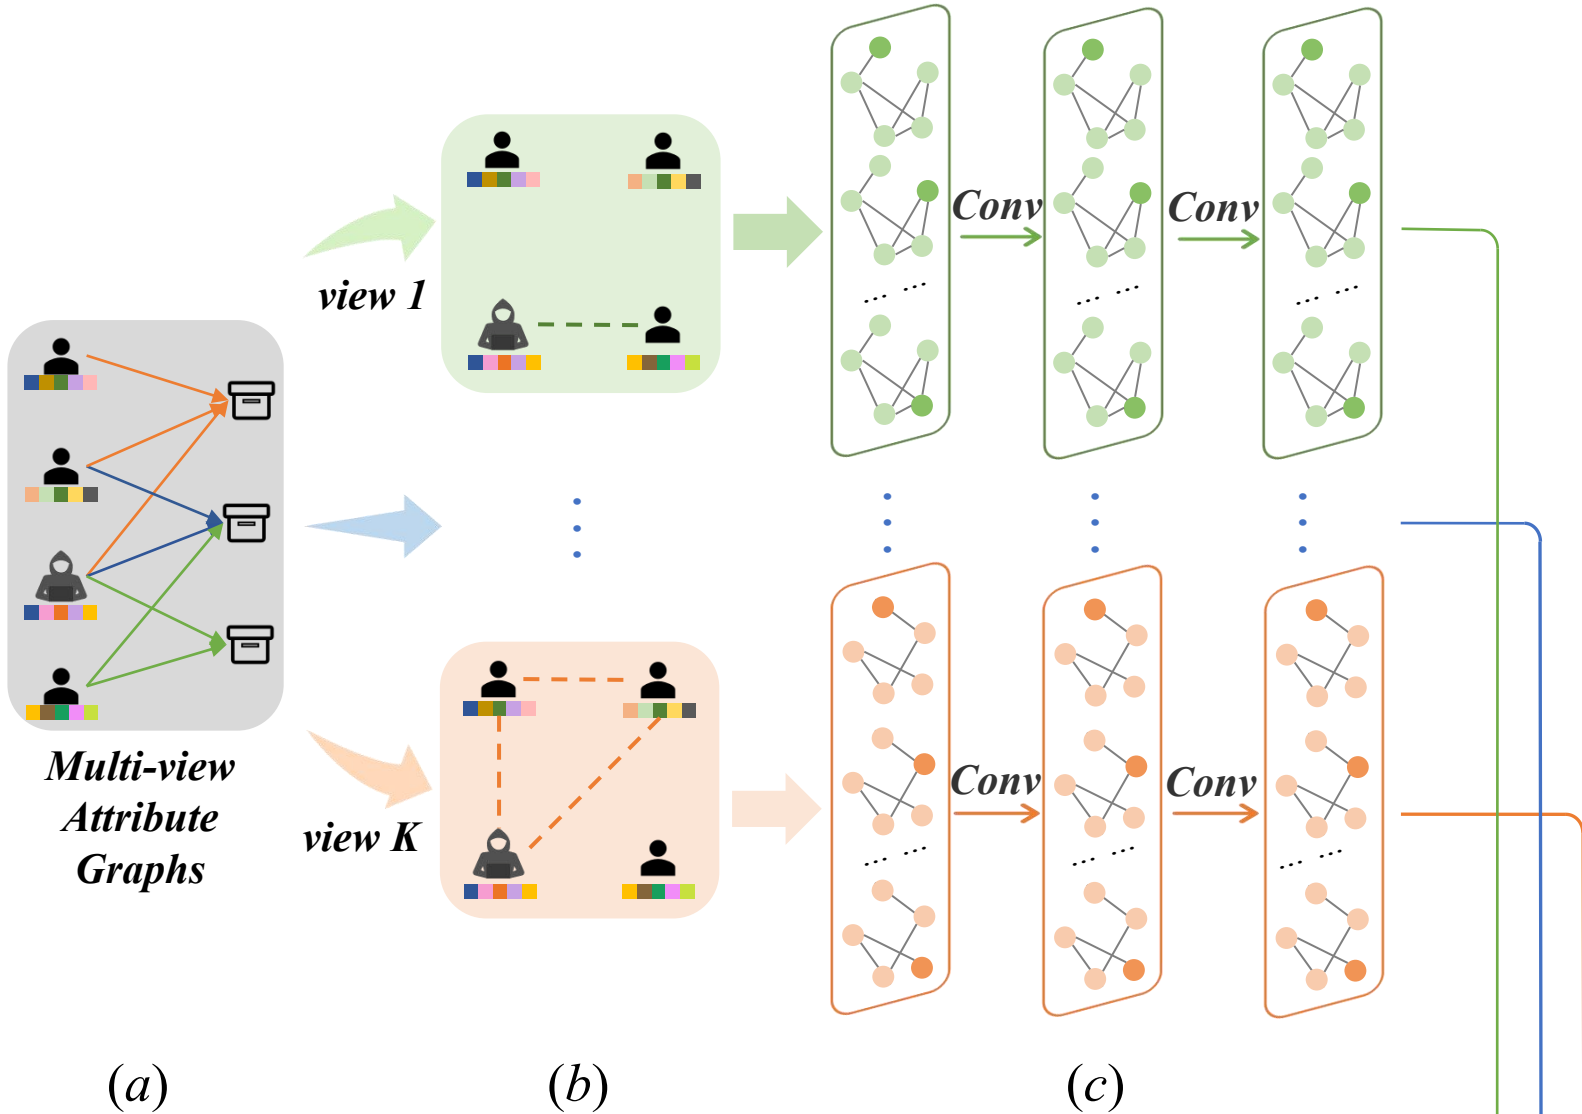 Conv
Conv
view 1
Multi-view
Attribute
Graphs
view K
Conv
Conv
(a)
(b)
(c)